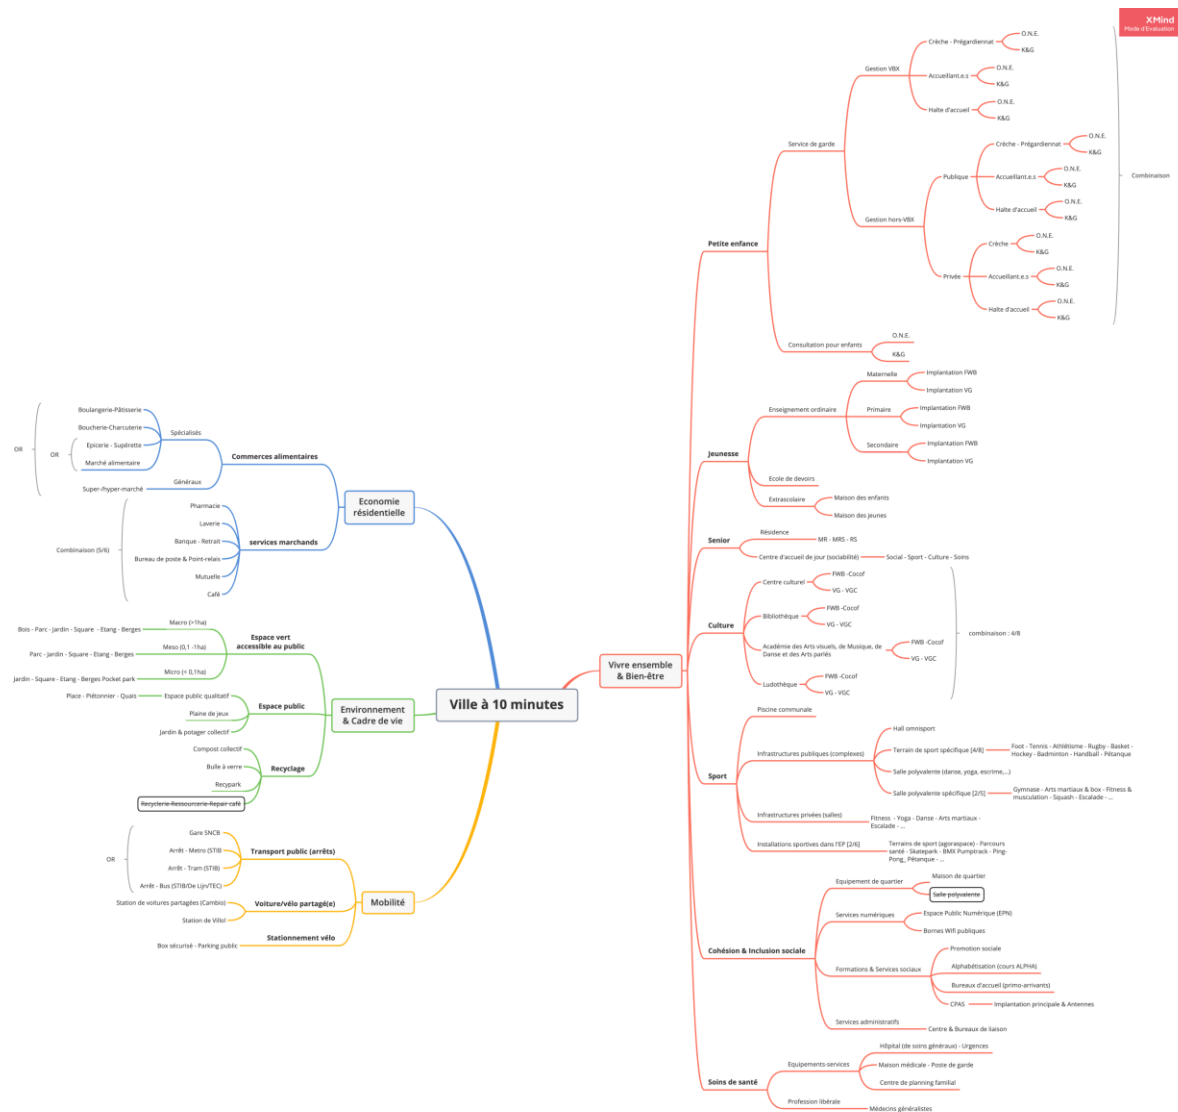 XMind
Mode d'Evaluation
Ville à 10 minutes
Economie
résidentielle
Commerces alimentaires
Spécialisés
Boulangerie-Pâtisserie
Boucherie-Charcuterie
Epicerie - Supérette
Marché alimentaire
OR
OR
Généraux
Super-/hyper-marché
services marchands
Pharmacie
Laverie
Banque - Retrait
Bureau de poste & Point-relais
Mutuelle
Café
Combinaison (5/6)
Environnement
& Cadre de vie
Espace vert
accessible au public
Macro (>1ha)
Bois - Parc - Jardin - Square - Etang - Berges
Meso (0,1 -1ha)
Parc - Jardin - Square - Etang - Berges
Micro (< 0,1ha)
Jardin - Square - Etang - Berges Pocket park
Espace public
Espace public qualitatif
Place - Piétonnier - Quais
Plaine de jeux
Jardin & potager collectif
Recyclage
Compost collectif
Bulle à verre
Recypark
Recyclerie-Ressourcerie-Repair café
Mobilité
Transport public (arrêts)
Gare SNCB
Arrêt - Metro (STIB
Arrêt - Tram (STIB)
Arrêt - Bus (STIB/De Lijn/TEC)
OR
Voiture/vélo partagé(e)
Station de voitures partagées (Cambio)
Station de Villo!
Stationnement vélo
Box sécurisé - Parking public
Vivre ensemble
& Bien-être
Petite enfance
Service de garde
Gestion VBX
Crèche - Prégardiennat
O.N.E.
K&G
Accueillant.e.s
O.N.E.
K&G
Halte d'accueil
O.N.E.
K&G
Gestion hors-VBX
Publique
Crèche - Prégardiennat
O.N.E.
K&G
Accueillant.e.s
O.N.E.
K&G
Halte d'accueil
O.N.E.
K&G
Privée
Crèche
O.N.E.
K&G
Accueillant.e.s
O.N.E.
K&G
Halte d'accueil
O.N.E.
K&G
Combinaison
Consultation pour enfants
O.N.E.
K&G
Jeunesse
Enseignement ordinaire
Maternelle
Implantation FWB
Implantation VG
Primaire
Implantation FWB
Implantation VG
Secondaire
Implantation FWB
Implantation VG
Ecole de devoirs
Extrascolaire
Maison des enfants
Maison des jeunes
Senior
Résidence
MR - MRS - RS
Centre d'accueil de jour (sociabilité)
Social - Sport - Culture - Soins
Culture
Centre culturel
FWB -Cocof
VG - VGC
Bibliothèque
FWB -Cocof
VG - VGC
Académie des Arts visuels, de Musique, de
Danse et des Arts parlés
FWB -Cocof
VG - VGC
Ludothèque
FWB -Cocof
VG - VGC
combinaison : 4/8
Sport
Piscine communale
Infrastructures publiques (complexes)
Hall omnisport
Terrain de sport spécifique [4/8]
Foot - Tennis - Athlétisme - Rugby - Basket -
Hockey - Badminton - Handball - Pétanque
Salle polyvalente (danse, yoga, escrime,...)
Salle polyvalente spécifique [2/5]
Gymnase - Arts martiaux & box - Fitness &
musculation - Squash - Escalade - ...
Infrastructures privées (salles)
Fitness - Yoga - Danse - Arts martiaux -
Escalade - ...
Installations sportives dans l'EP [2/6]
Terrains de sport (agoraspace) - Parcours
santé - Skatepark - BMX Pumptrack - Ping-
Pong_ Pétanque - ...
Cohésion & Inclusion sociale
Equipement de quartier
Maison de quartier
Salle polyvalente
Services numériques
Espace Public Numérique (EPN)
Bornes Wifi publiques
Formations & Services sociaux
Promotion sociale
Alphabétisation (cours ALPHA)
Bureaux d'accueil (primo-arrivants)
CPAS
Implantation principale & Antennes
Services administratifs
Centre & Bureaux de liaison
Soins de santé
Equipements-services
Hôpital (de soins généraux) - Urgences
Maison médicale - Poste de garde
Centre de planning familial
Profession libérale
Médecins généralistes